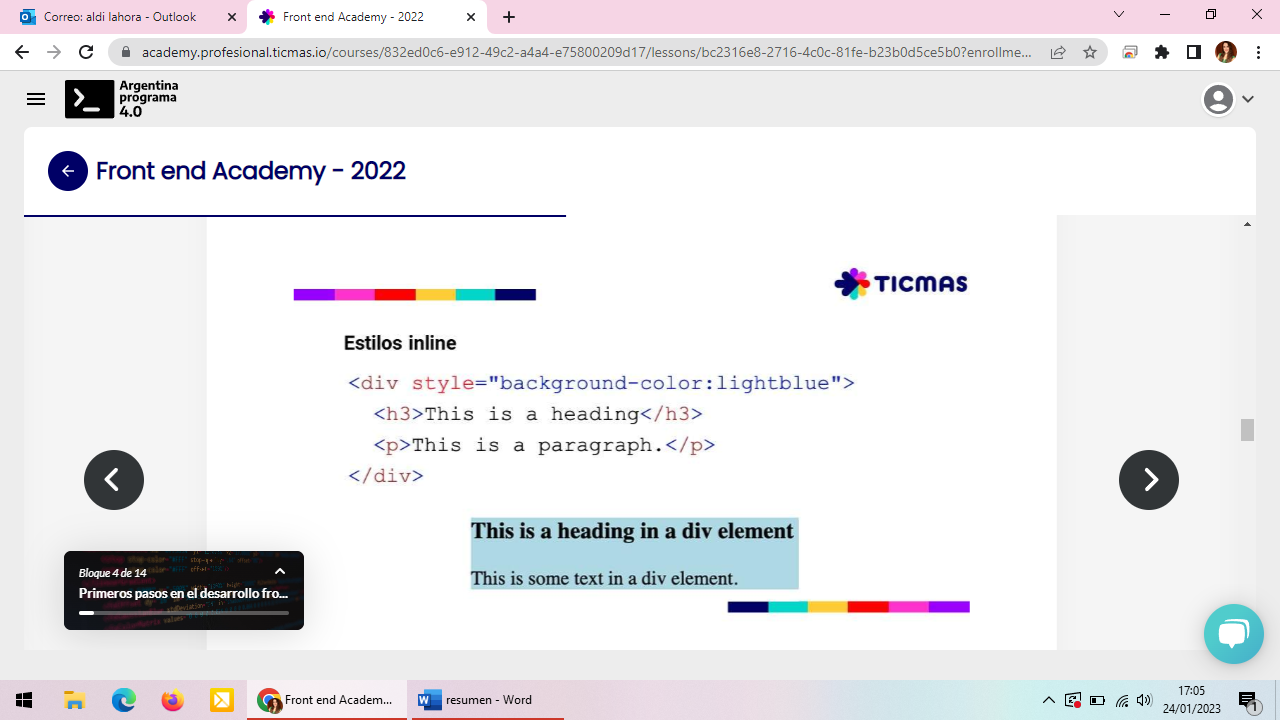 Correo: aldi lahora - Outlook
Front end Academy - 2022
academy.profesional.ticmas.io/courses/832ed0c6-e912-49c2-a4a4-e75800209d17/lessons/bc2316e8-2716-4c0c-81fe-b23b0d5ce5b0?enrollme...
Argentina
programa
4.0
Front end Academy - 2022
TICMAS
Estilos inline
<div style="background-color:lightblue">
<h3>This is a heading</h3>
<p>This is a paragraph.</p>
</div>
This is a heading in a div element
This is some text in a div element.
Bloque 4 de 14
Primeros pasos en el desarrollo fro...
Front end Academ...
resumen - Word
17:05
24/01/2023
1